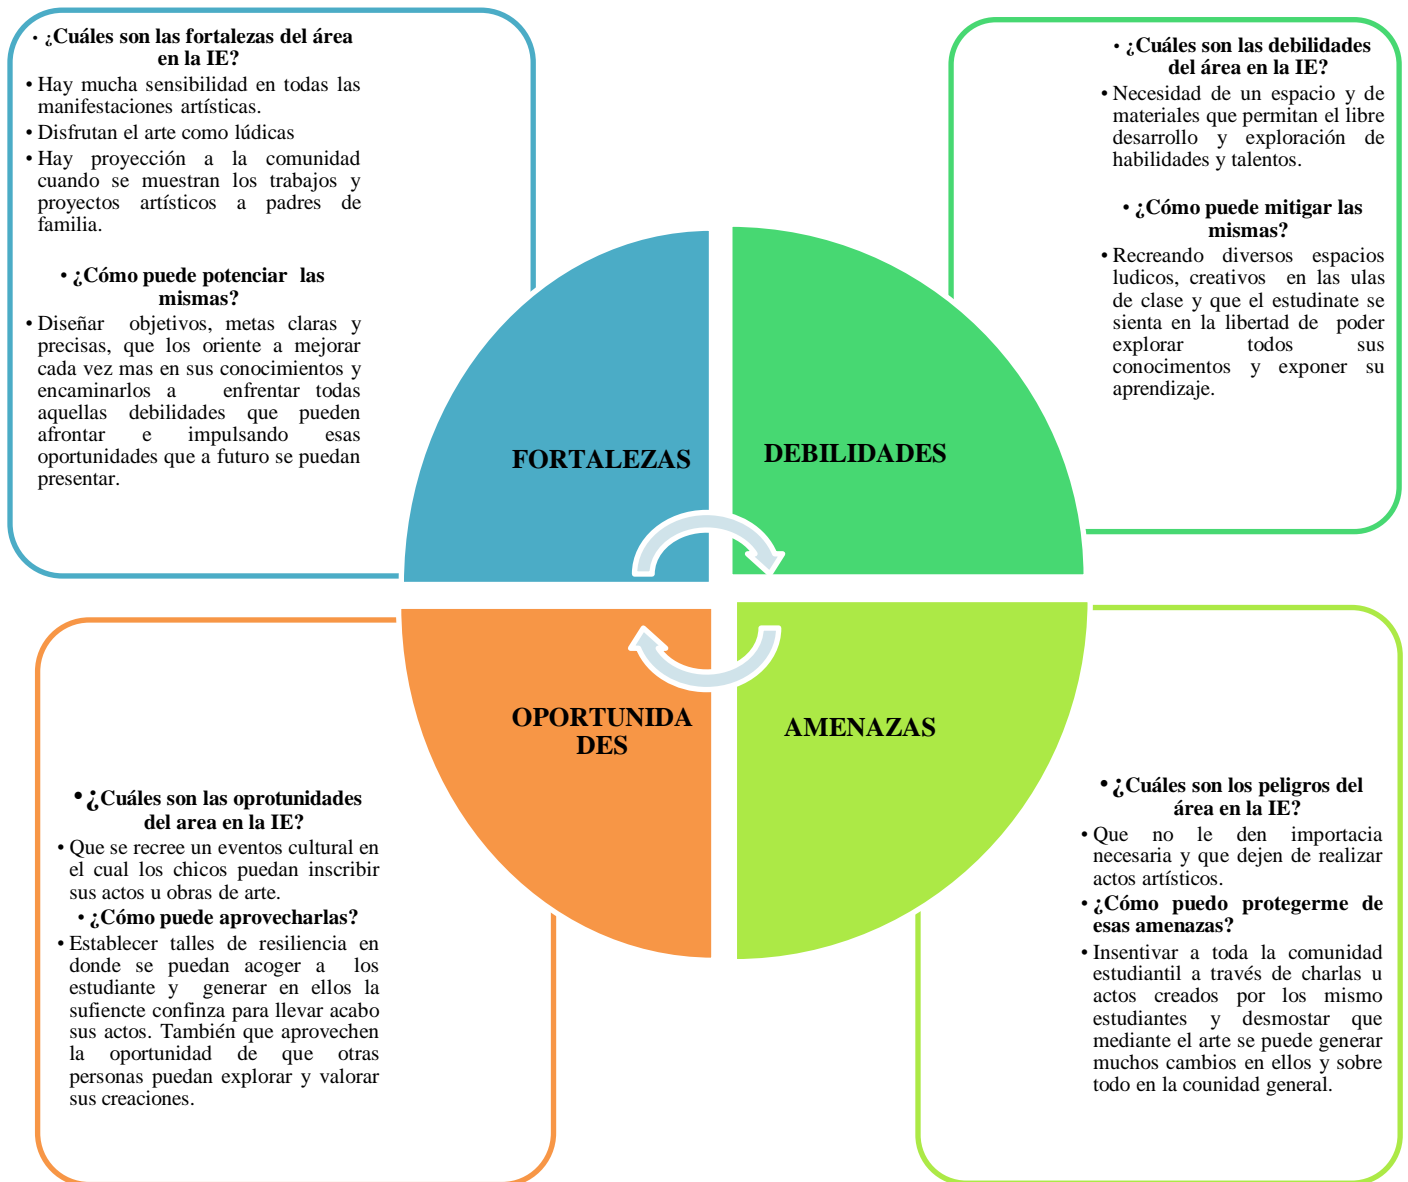 • ¿Cuáles son las fortalezas del área
en la IE?
• Hay mucha sensibilidad en todas las
manifestaciones artísticas.
• Disfrutan el arte como lúdicas
• Hay proyección a la comunidad
cuando se muestran los trabajos y
proyectos artísticos a padres de
familia.
• ¿Cómo puede potenciar las
mismas?
• Diseñar objetivos, metas claras y
precisas, que los oriente a mejorar
cada vez mas en sus conocimientos y
encaminarlos a enfrentar todas
aquellas debilidades que pueden
afrontar e impulsando esas
oportunidades que a futuro se puedan
presentar.
• ¿Cuáles son las debilidades
del área en la IE?
• Necesidad de un espacio y de
materiales que permitan el libre
desarrollo y exploración de
habilidades y talentos.
• ¿Cómo puede mitigar las
mismas?
• Recreando diversos espacios
ludicos, creativos en las ulas
de clase y que el estudinate se
sienta en la libertad de poder
explorar todos sus
conocimentos y exponer su
aprendizaje.
FORTALEZAS
DEBILIDADES
OPORTUNIDA
DES
AMENAZAS
• ¿Cuáles son las oprotunidades
del area en la IE?
• Que se recree un eventos cultural en
el cual los chicos puedan inscribir
sus actos u obras de arte.
• ¿Cómo puede aprovecharlas?
• Establecer talles de resiliencia en
donde se puedan acoger a los
estudiante y generar en ellos la
sufiencte confinza para llevar acabo
sus actos. También que aprovechen
la oportunidad de que otras
personas puedan explorar y valorar
sus creaciones.
• ¿Cuáles son los peligros del
área en la IE?
• Que no le den importacia
necesaria y que dejen de realizar
actos artísticos.
• ¿Cómo puedo protegerme de
esas amenazas?
• Insentivar a toda la comunidad
estudiantil a través de charlas u
actos creados por los mismo
estudiantes y desmostar que
mediante el arte se puede generar
muchos cambios en ellos y sobre
todo en la counidad general.